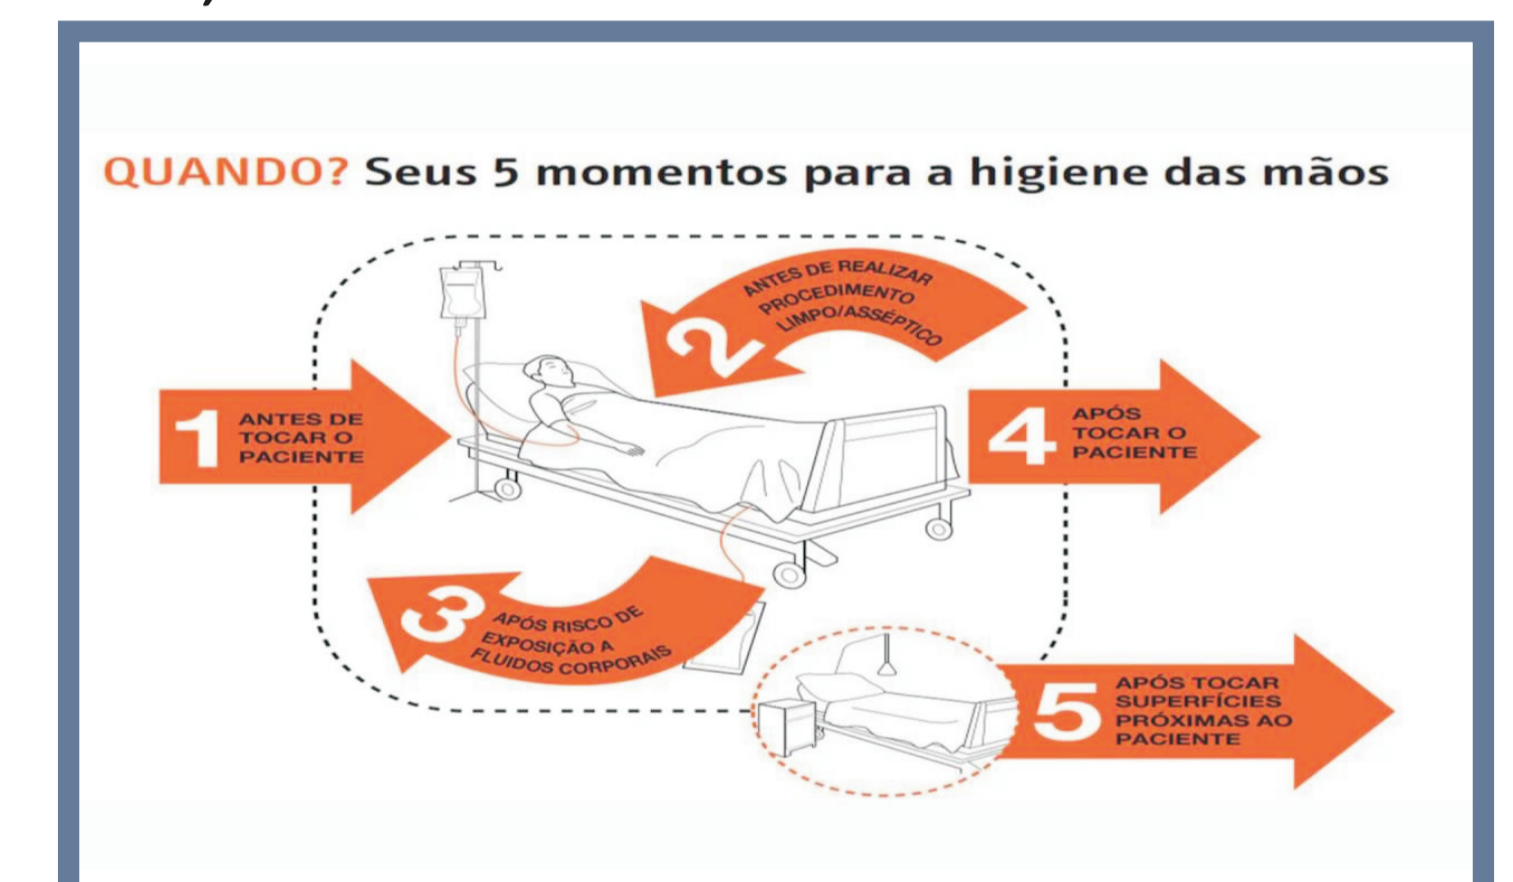 QUANDO? Seus 5 momentos para a higiene das mãos
1
ANTES DE
TOCAR O
PACIENTE
2
ANTES DE REALIZAR
PROCEDIMENTO
LIMPO/ASSÉPTICO
3
APÓS RISCO DE
EXPOSIÇÃO A
FLUIDOS CORPORAIS
4
APÓS
TOCAR O
PACIENTE
5
APÓS TOCAR
SUPERFÍCIES
PRÓXIMAS AO
PACIENTE